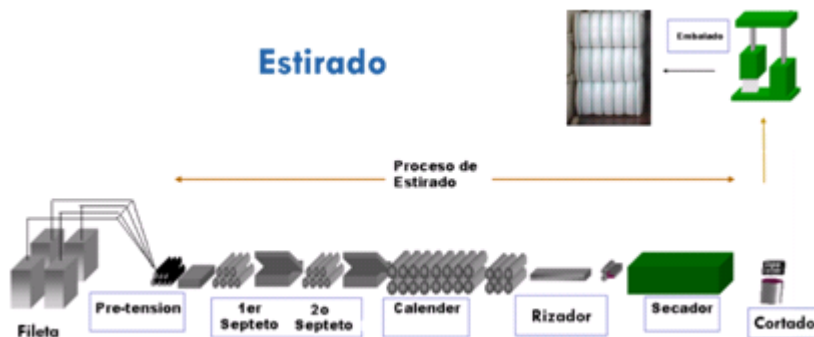 Estirado
Embalado
Proceso de
Estirado
Fileta
Pre-tension
1er
Septeto
2o
Septeto
Calender
Rizador
Secador
Cortado